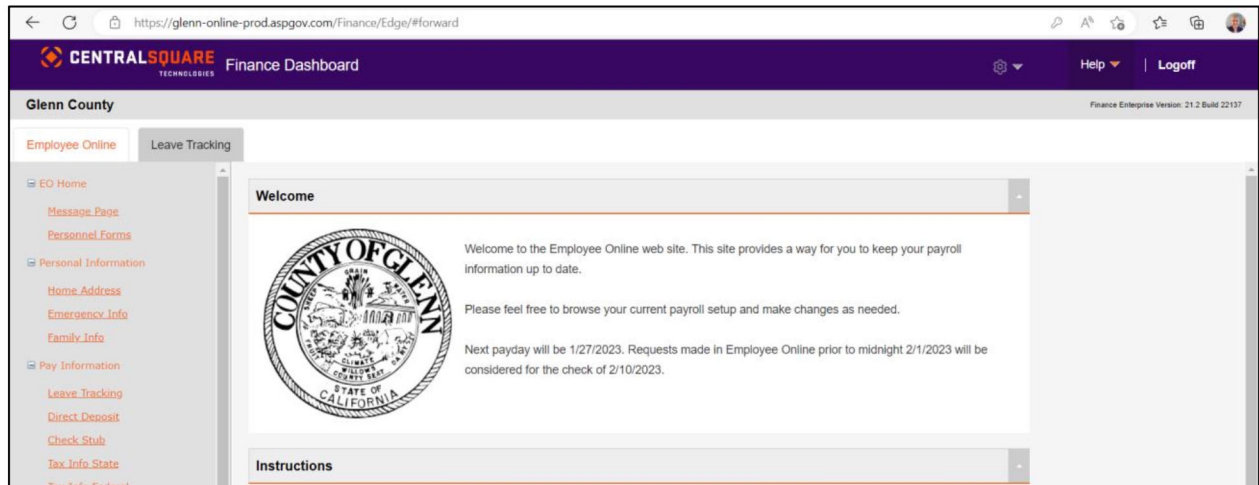 https://glenn-online-prod.aspgov.com/Finance/Edge/#forward
CENTRALSQUARE
TECHNOLOGIES
Finance Dashboard
Help
Logoff
Glenn County
Finance Enterprise Version: 21.2 Build 22137
Employee Online
Leave Tracking
EO Home
Message Page
Personnel Forms
Personal Information
Home Address
Emergency Info
Family Info
Pay Information
Leave Tracking
Direct Deposit
Check Stub
Tax Info State
Welcome
COUNTY OF GLENN
GRAIN
SHEEP
CLIMATE
WILLOWS
COUNTY SEAT
STATE OF
CALIFORNIA
Welcome to the Employee Online web site. This site provides a way for you to keep your payroll
information up to date.
Please feel free to browse your current payroll setup and make changes as needed.
Next payday will be 1/27/2023. Requests made in Employee Online prior to midnight 2/1/2023 will be
considered for the check of 2/10/2023.
Instructions